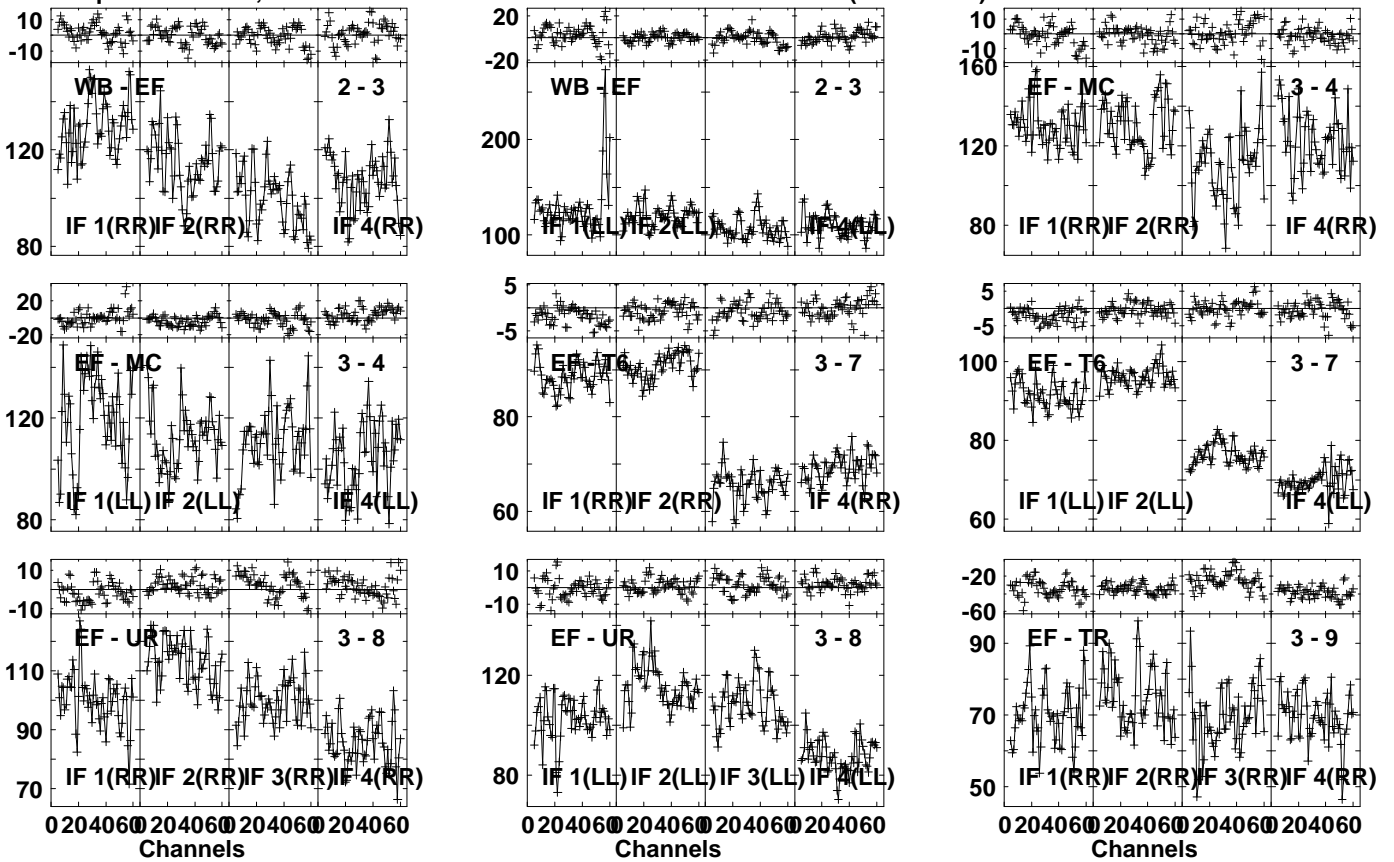 10
-10
WB - EF 2 - 3
120
80
IF 1(RR) IF 2(RR) IF 4(RR)
20
0
-20
WB - EF 2 - 3
200
100
IF 1(LL) IF 2(LL) IF 4(LL)
10
-10
160
EF - MC 3 - 4
120
80
IF 1(RR) IF 2(RR) IF 4(RR)
20
-20
EF - MC 3 - 4
120
80
IF 1(LL) IF 2(LL) IF 4(LL)
5
-5
EF - T6 3 - 7
80
60
IF 1(RR) IF 2(RR) IF 4(RR)
5
-5
EF - T6 3 - 7
100
80
60
IF 1(LL) IF 2(LL) IF 4(LL)
10
-10
EF - UR 3 - 8
110
90
70
IF 1(RR) IF 2(RR) IF 3(RR) IF 4(RR)
0 20 40 60 0 20 40 60 0 20 40 60 0 20 40 60
Channels
10
-10
EF - UR 3 - 8
120
80
IF 1(LL) IF 2(LL) IF 3(LL) IF 4(LL)
0 20 40 60 0 20 40 60 0 20 40 60 0 20 40 60
Channels
-20
-60
EF - TR 3 - 9
90
70
50
IF 1(RR) IF 2(RR) IF 3(RR) IF 4(RR)
0 20 40 60 0 20 40 60 0 20 40 60 0 20 40 60
Channels